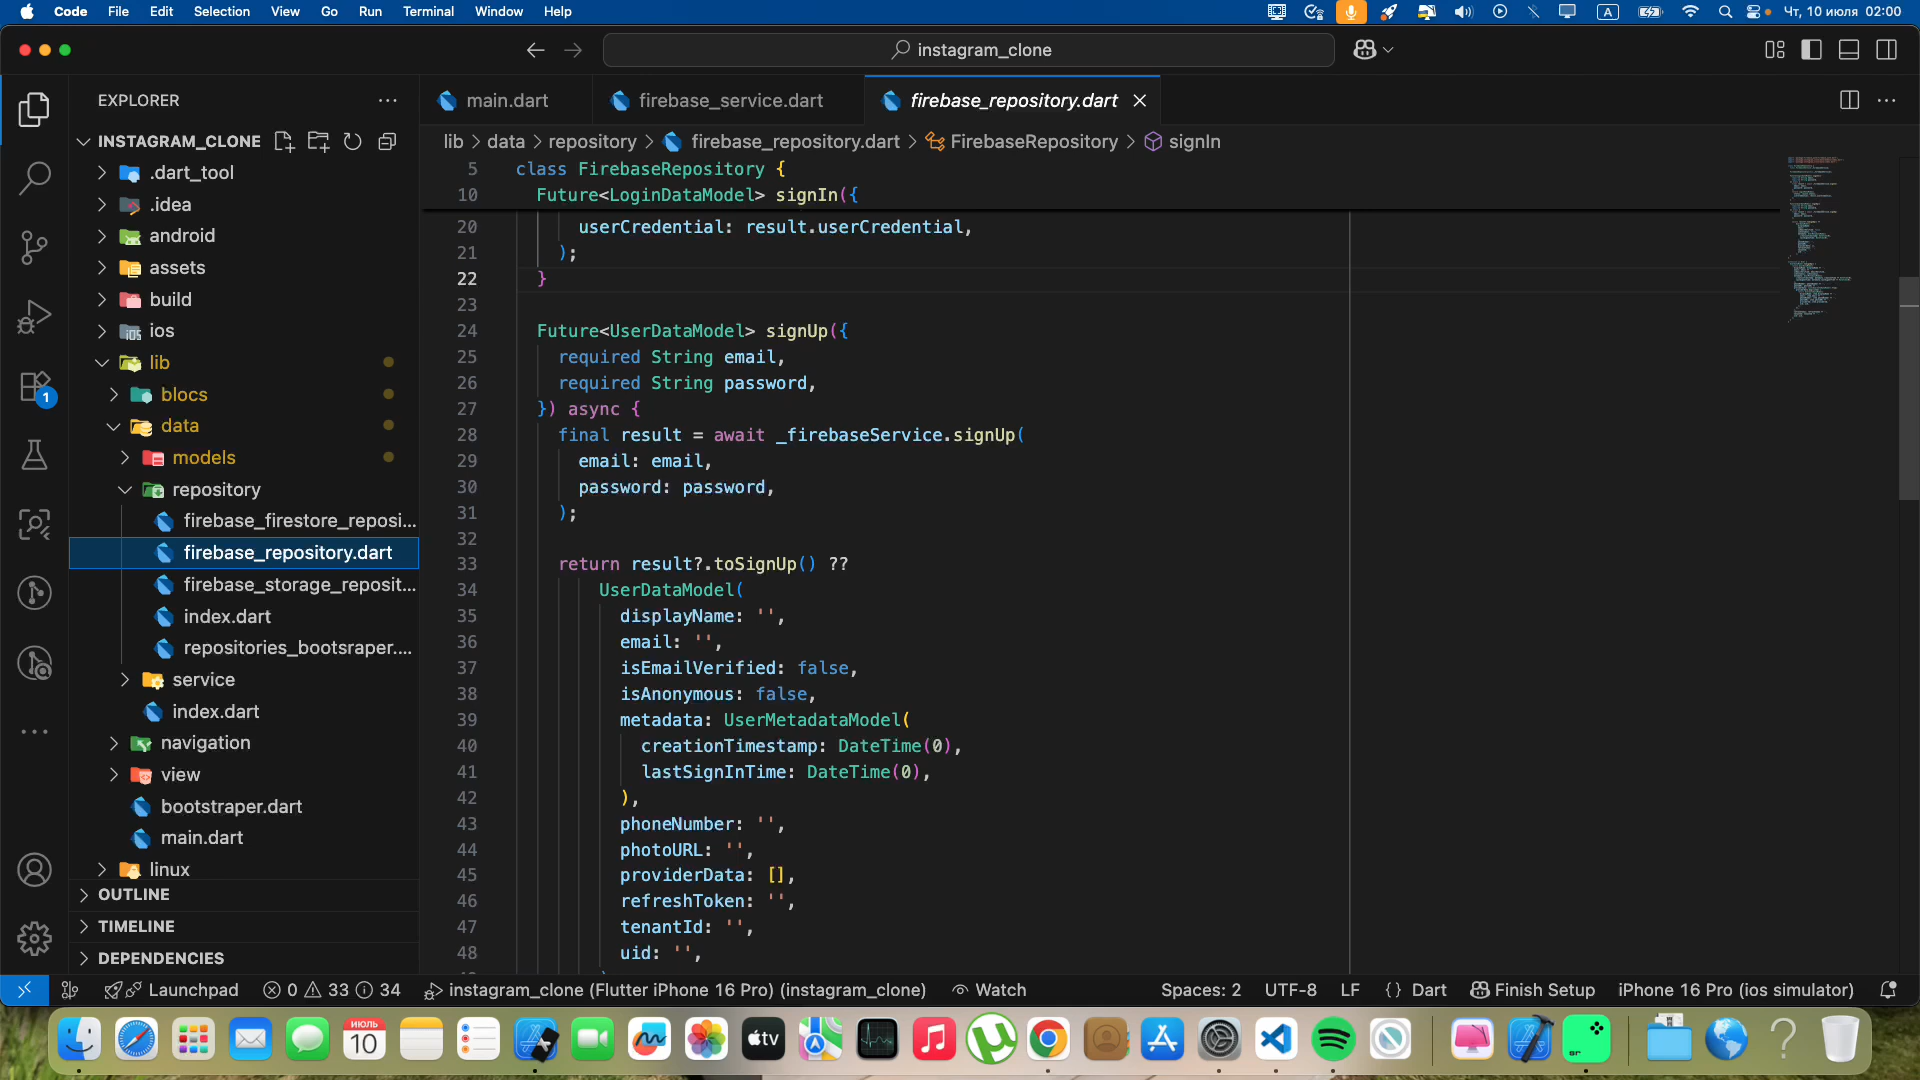 Code File Edit Selection View Go Run Terminal Window Help A Чт, 10 июля 02:00
instagram_clone
EXPLORER
INSTAGRAM_CLONE
.dart_tool
.idea
android
assets
build
ios
lib
blocs
data
models
repository
firebase_firestore_reposi...
firebase_repository.dart
firebase_storage_reposit...
index.dart
repositories_bootsraper....
service
index.dart
navigation
view
bootstraper.dart
main.dart
linux
OUTLINE
TIMELINE
DEPENDENCIES
1
main.dart firebase_service.dart firebase_repository.dart
lib > data > repository > firebase_repository.dart > FirebaseRepository > signIn
5 class FirebaseRepository {
10 Future<LoginDataModel> signIn({
20 userCredential: result.userCredential,
21 );
22 }
23
24 Future<UserDataModel> signUp({
25 required String email,
26 required String password,
27 }) async {
28 final result = await _firebaseService.signUp(
29 email: email,
30 password: password,
31 );
32
33 return result?.toSignUp() ??
34 UserDataModel(
35 displayName: '',
36 email: '',
37 isEmailVerified: false,
38 isAnonymous: false,
39 metadata: UserMetadataModel(
40 creationTimestamp: DateTime(0),
41 lastSignInTime: DateTime(0),
42 ),
43 phoneNumber: '',
44 photoURL: '',
45 providerData: [],
46 refreshToken: '',
47 tenantId: '',
48 uid: '',
Launchpad 0 33 34 instagram_clone (Flutter iPhone 16 Pro) (instagram_clone) Watch Spaces: 2 UTF-8 LF {} Dart Finish Setup iPhone 16 Pro (ios simulator)
ИЮЛЬ
10
tv